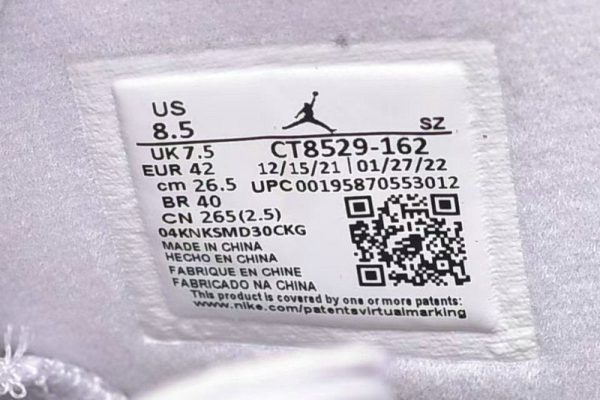 US
8.5
SZ
UK 7.5
CT8529-162
EUR 42
12/15/21 | 01/27/22
cm 26.5
UPC 00195870553012
BR 40
CN 265(2.5)
04KNKSMD30CKG
MADE IN CHINA
HECHO EN CHINA
FABRIQUE EN CHINE
FABRICADO NA CHINA
This product is covered by one or more patents:
www.nike.com/patentsvirtualmarking